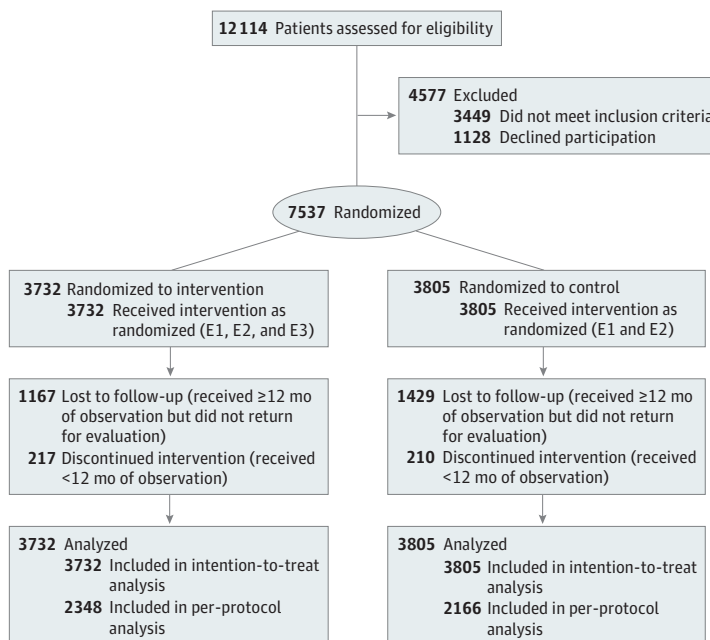 12 114 Patients assessed for eligibility
4577 Excluded
3449 Did not meet inclusion criteria
1128 Declined participation
7537 Randomized
3732 Randomized to intervention
3732 Received intervention as
randomized (E1, E2, and E3)
3805 Randomized to control
3805 Received intervention as
randomized (E1 and E2)
1167 Lost to follow-up (received ≥12 mo
of observation but did not return
for evaluation)
217 Discontinued intervention (received
<12 mo of observation)
1429 Lost to follow-up (received ≥12 mo
of observation but did not return
for evaluation)
210 Discontinued intervention (received
<12 mo of observation)
3732 Analyzed
3732 Included in intention-to-treat
analysis
2348 Included in per-protocol
analysis
3805 Analyzed
3805 Included in intention-to-treat
analysis
2166 Included in per-protocol
analysis